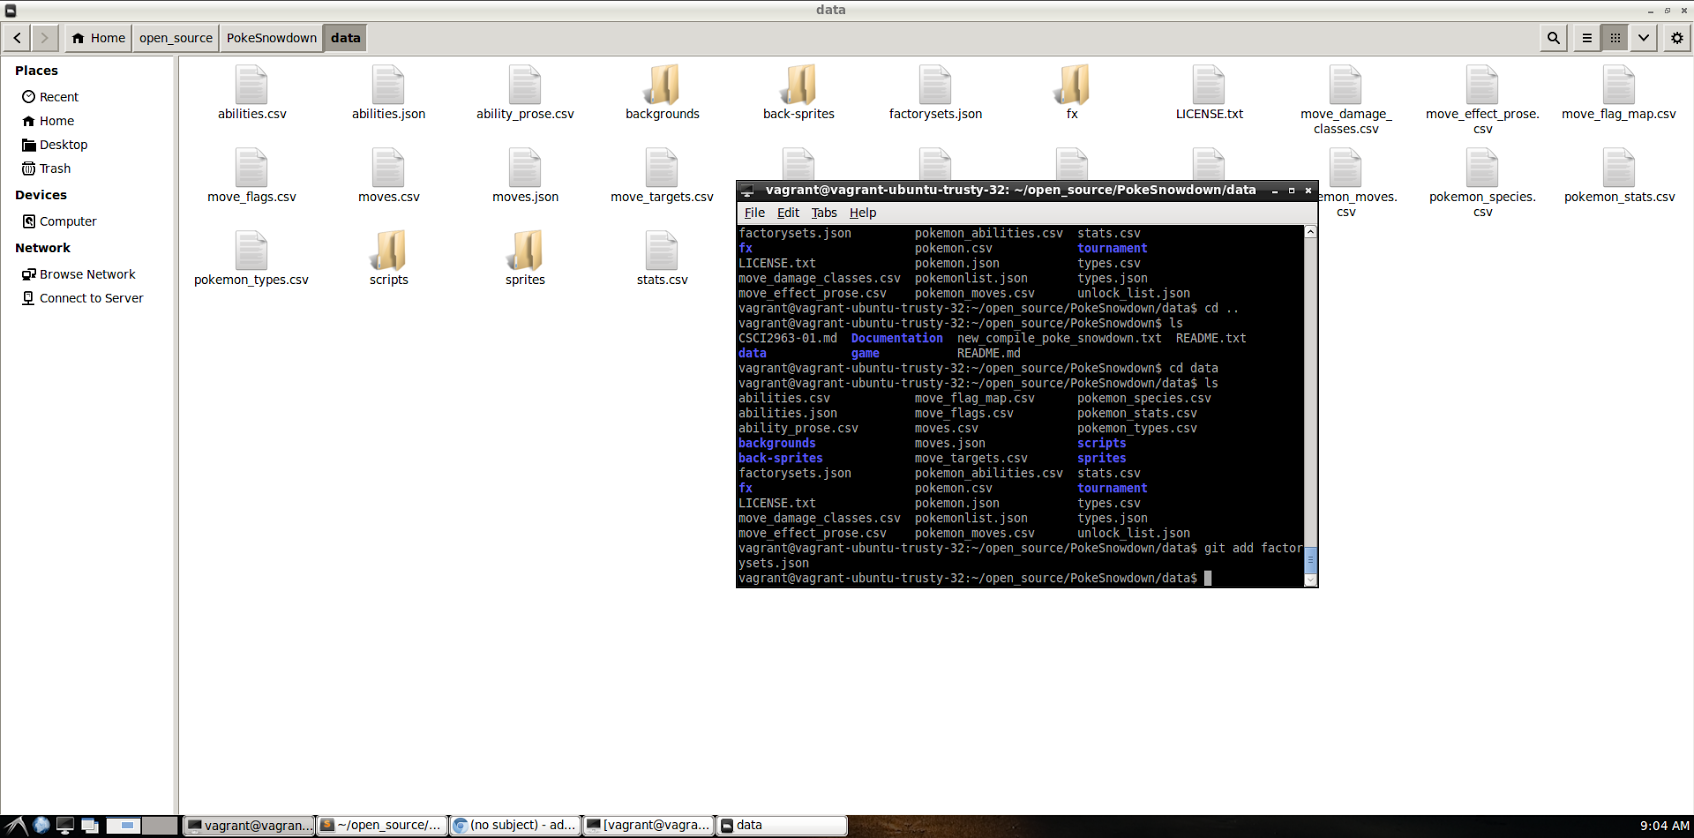 data
Home
open_source
PokeSnowdown
data
Places
Recent
Home
Desktop
Trash
Devices
Computer
Network
Browse Network
Connect to Server
abilities.csv
abilities.json
ability_prose.csv
backgrounds
back-sprites
factorysets.json
fx
LICENSE.txt
move_damage_
classes.csv
move_effect_prose.
csv
move_flag_map.csv
move_flags.csv
moves.csv
moves.json
move_targets.csv
emon_moves.
csv
pokemon_species.
csv
pokemon_stats.csv
pokemon_types.csv
scripts
sprites
stats.csv
vagrant@vagrant-ubuntu-trusty-32: ~/open_source/PokeSnowdown/data
File Edit Tabs Help
factorysets.json pokemon_abilities.csv stats.csv
fx pokemon.csv tournament
LICENSE.txt pokemon.json types.csv
move_damage_classes.csv pokemonlist.json types.json
move_effect_prose.csv pokemon_moves.csv unlock_list.json
vagrant@vagrant-ubuntu-trusty-32:~/open_source/PokeSnowdown/data$ cd ..
vagrant@vagrant-ubuntu-trusty-32:~/open_source/PokeSnowdown$ ls
CSCI2963-01.md Documentation new_compile_poke_snowdown.txt README.txt
data game README.md
vagrant@vagrant-ubuntu-trusty-32:~/open_source/PokeSnowdown$ cd data
vagrant@vagrant-ubuntu-trusty-32:~/open_source/PokeSnowdown/data$ ls
abilities.csv move_flag_map.csv pokemon_species.csv
abilities.json move_flags.csv pokemon_stats.csv
ability_prose.csv moves.csv pokemon_types.csv
backgrounds moves.json scripts
back-sprites move_targets.csv sprites
factorysets.json pokemon_abilities.csv stats.csv
fx pokemon.csv tournament
LICENSE.txt pokemon.json types.csv
move_damage_classes.csv pokemonlist.json types.json
move_effect_prose.csv pokemon_moves.csv unlock_list.json
vagrant@vagrant-ubuntu-trusty-32:~/open_source/PokeSnowdown/data$ git add factor
ysets.json
vagrant@vagrant-ubuntu-trusty-32:~/open_source/PokeSnowdown/data$
vagrant@vagran...
~/open_source/...
(no subject) - ad...
[vagrant@vagra...
data
9:04 AM